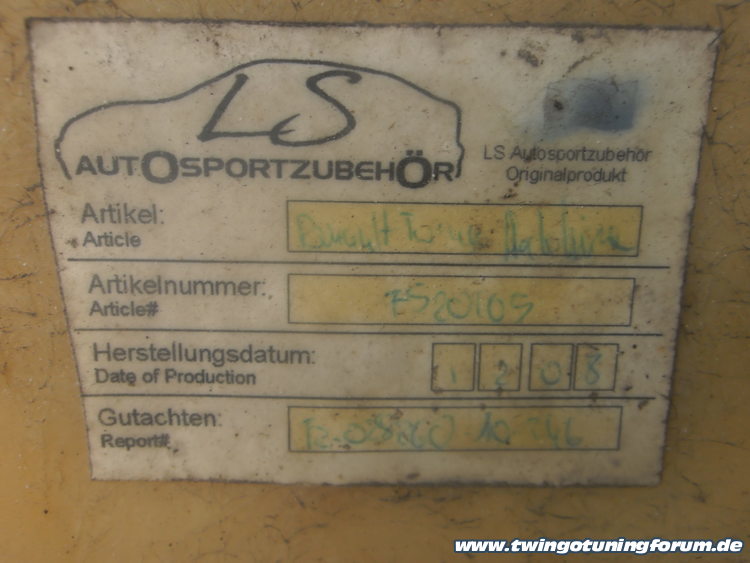 LS
AUTOSPORTZUBEHÖR
LS Autosportzubehör
Originalprodukt
Artikel:
Article
Renault
Artikelnummer:
Article#
Herstellungsdatum:
Date of Production
1 2 0 8
Gutachten:
Report#
www.twingotuningforum.de